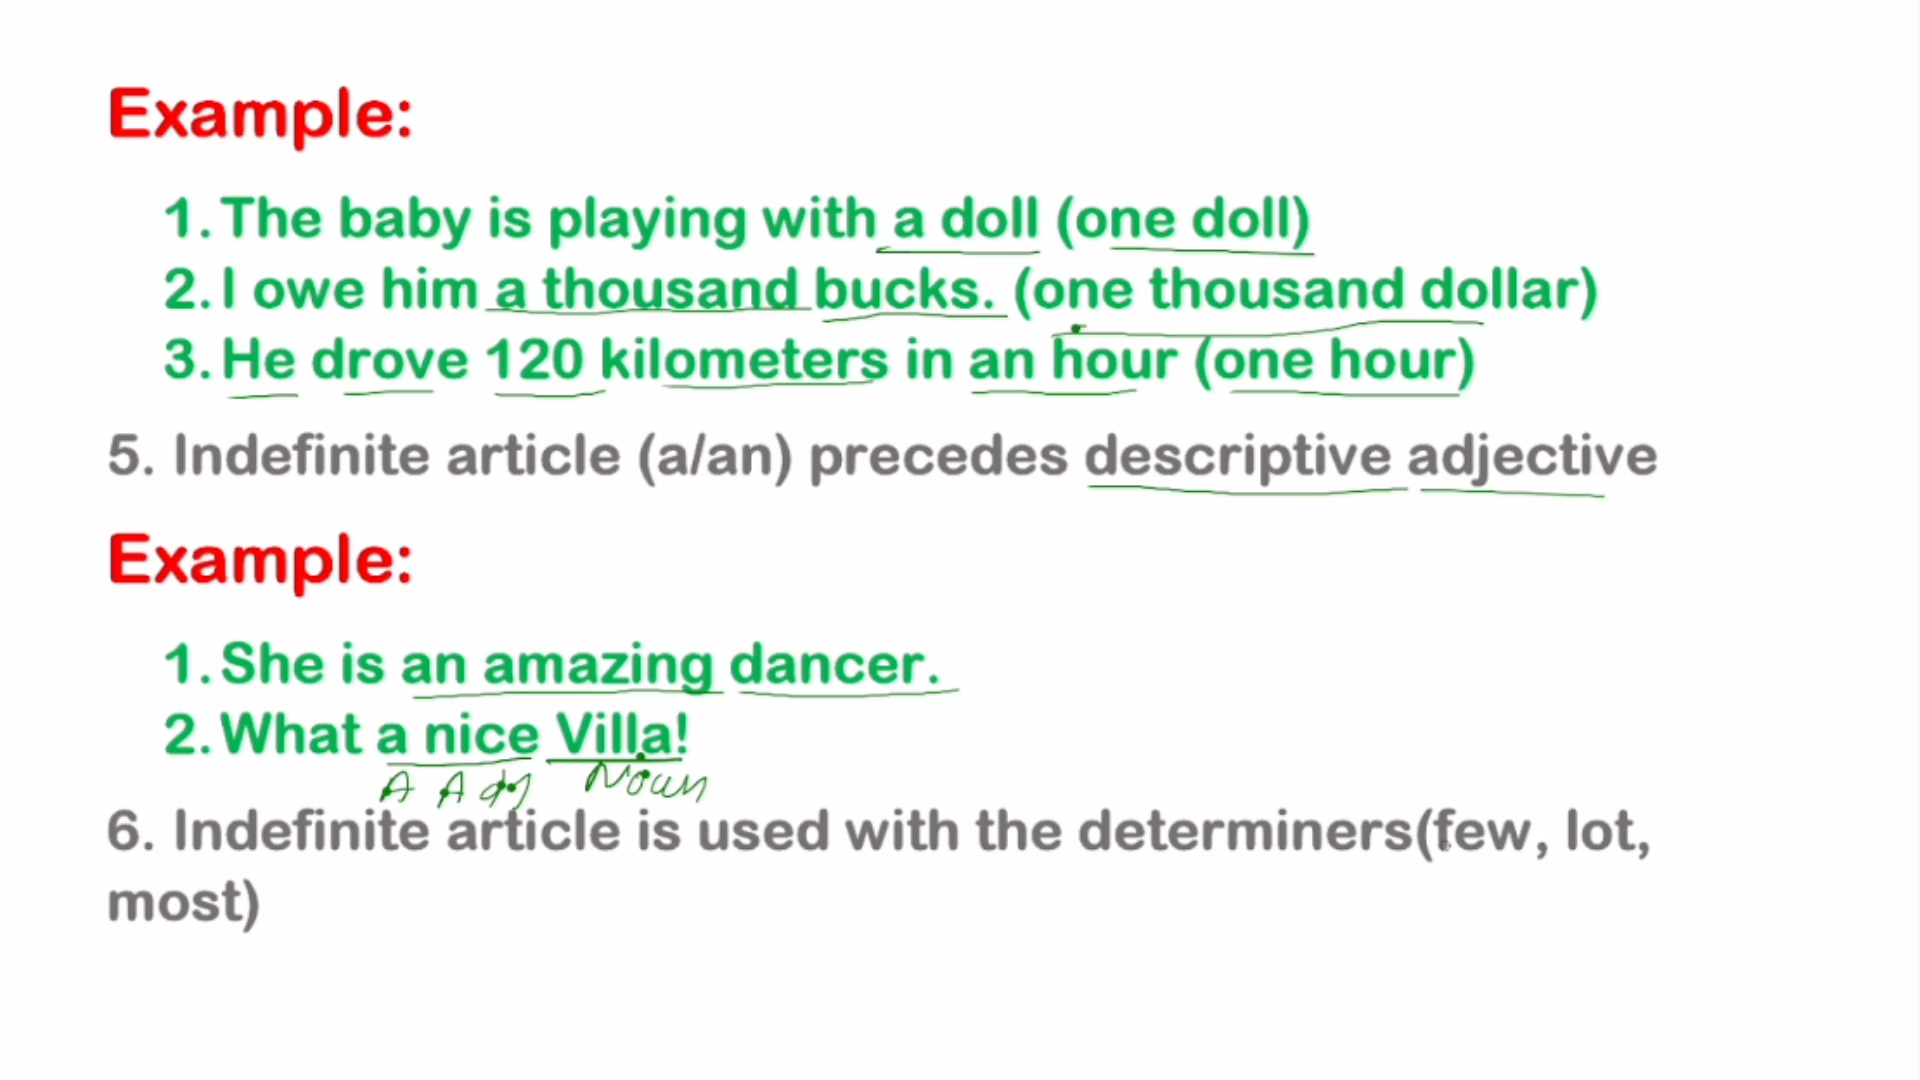 Example:
1. The baby is playing with a doll (one doll)
2. I owe him a thousand bucks. (one thousand dollar)
3. He drove 120 kilometers in an hour (one hour)
5. Indefinite article (a/an) precedes descriptive adjective
Example:
1. She is an amazing dancer.
2. What a nice Villa!
A Adj Noun
6. Indefinite article is used with the determiners(few, lot,
most)